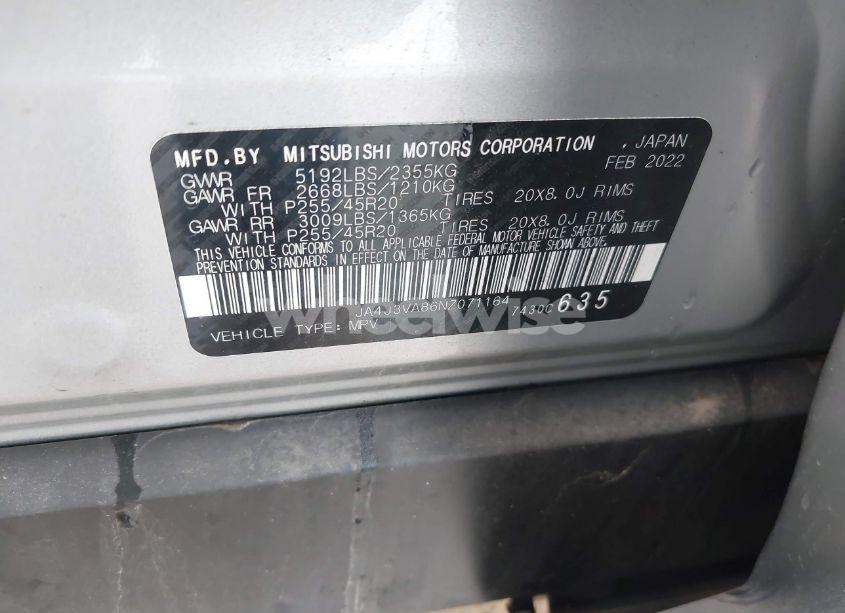 MFD.BY MITSUBISHI MOTORS CORPORATION . JAPAN
FEB 2022
GVWR 5192LBS/2355KG
GAWR FR 2668LBS/1210KG
WITH P255/45R20 TIRES 20X8.0J RIMS
GAWR RR 3009LBS/1365KG
WITH P255/45R20 TIRES 20X8.0J RIMS
THIS VEHICLE CONFORMS TO ALL APPLICABLE FEDERAL MOTOR VEHICLE SAFETY AND THEFT
PREVENTION STANDARDS IN EFFECT ON THE DATE OF MANUFACTURE SHOWN ABOVE.
JA4J3VA86NZ071164
7430C 635
VEHICLE TYPE: MPV
wheelwise